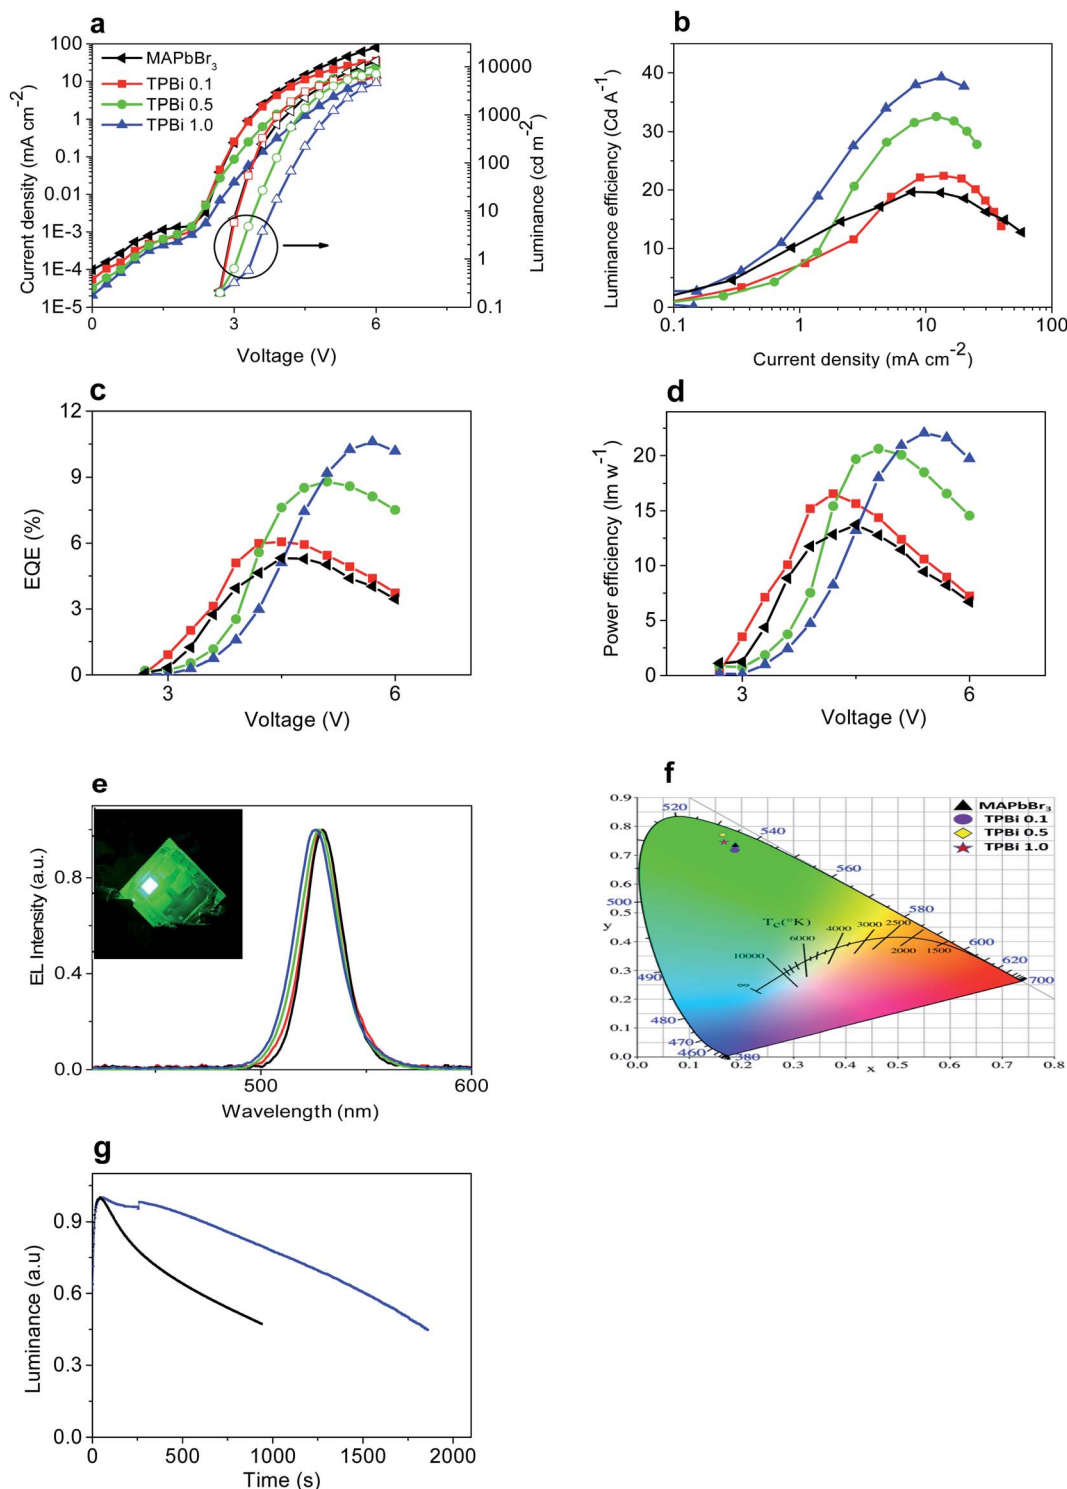 a
100
10
1
0.1
0.01
1E-3
1E-4
1E-5
Current density (mA cm-2)
MAPbBr3
TPBi 0.1
TPBi 0.5
TPBi 1.0
10000
1000
100
10
1
0.1
Luminance (cd m-2)
0 3 6
Voltage (V)
b
40
30
20
10
0
Luminance efficiency (Cd A-1)
0.1 1 10 100
Current density (mA cm-2)
c
12
9
6
3
0
EQE (%)
3 6
Voltage (V)
d
20
15
10
5
0
Power efficiency (lm w-1)
3 6
Voltage (V)
e
0.8
0.4
0.0
EL Intensity (a.u.)
500 600
Wavelength (nm)
f
0.9
0.8
0.7
0.6
0.5
0.4
0.3
0.2
0.1
0.0
y
MAPbBr3
TPBi 0.1
TPBi 0.5
TPBi 1.0
520
540
560
580
600
620
700
500
490
480
470
460
380
Tc(°K)
∞
10000
6000
4000
3000
2500
2000
1500
0.0 0.1 0.2 0.3 0.4 0.5 0.6 0.7 0.8
x
g
0.9
0.6
0.3
0.0
Luminance (a.u)
0 500 1000 1500 2000
Time (s)